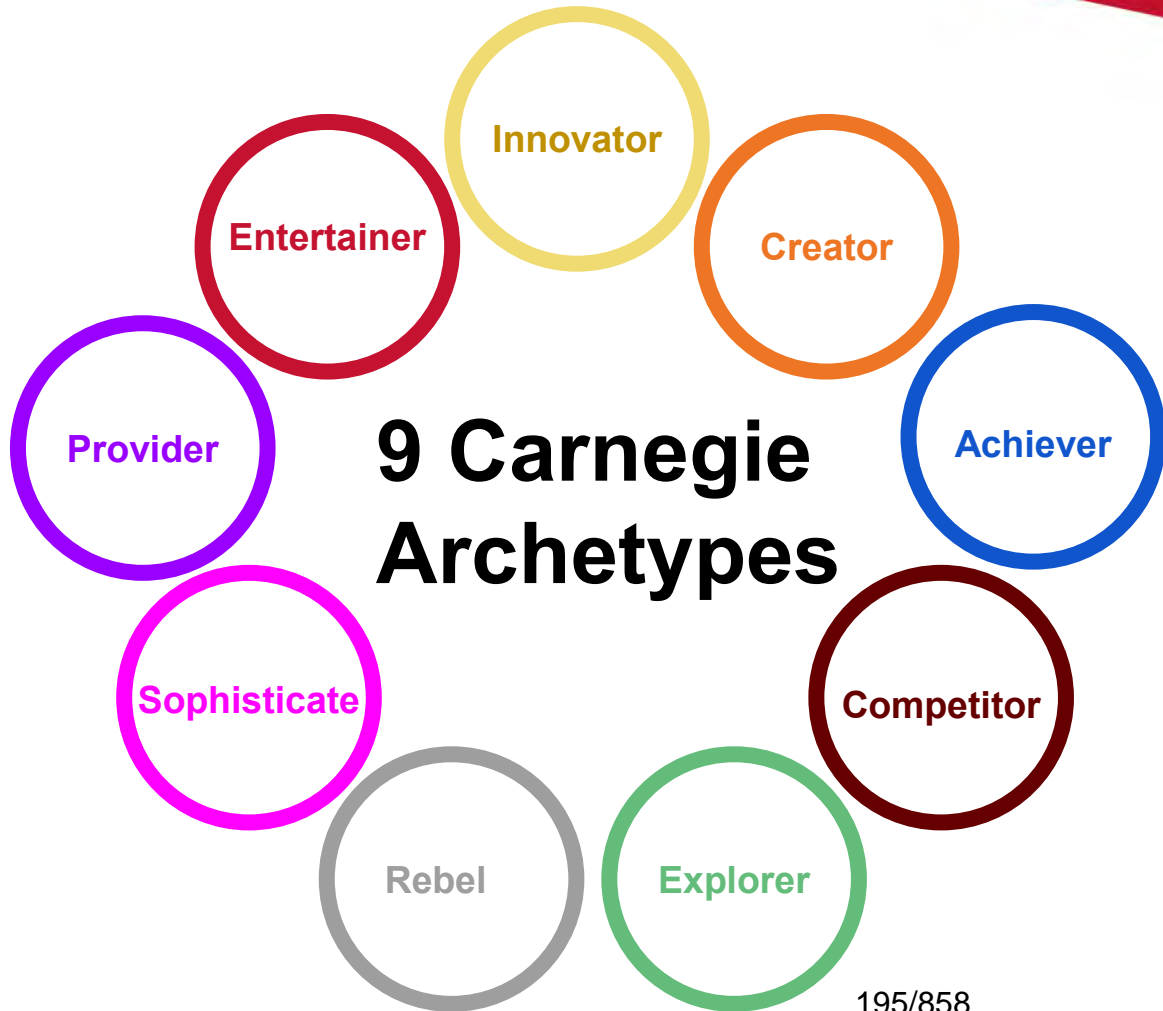 Innovator
Entertainer
Creator
Provider
Achiever
9 Carnegie
Archetypes
Sophisticate
Competitor
Rebel
Explorer
195/858